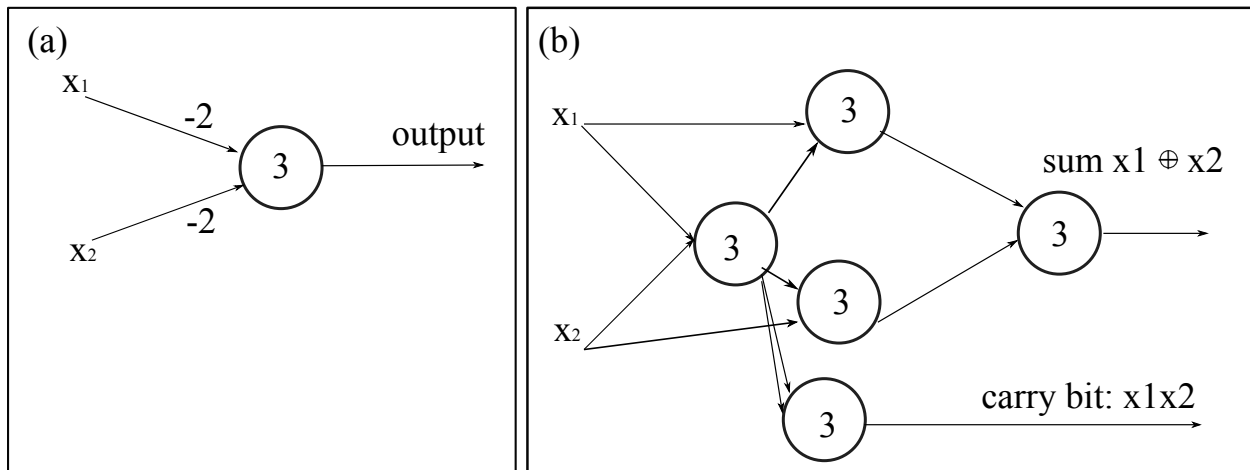 (a)
x1
-2
3
output
-2
x2
(b)
x1
3
sum x1 ⊕ x2
3
3
3
x2
carry bit: x1x2
3